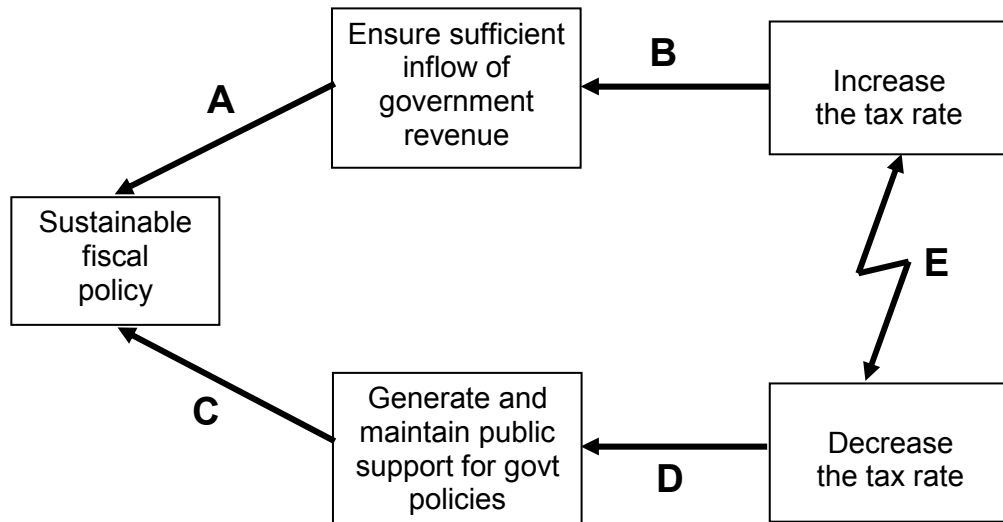 Ensure sufficient
inflow of
government
revenue
B
Increase
the tax rate
A
Sustainable
fiscal
policy
E
C
Generate and
maintain public
support for govt
policies
D
Decrease
the tax rate